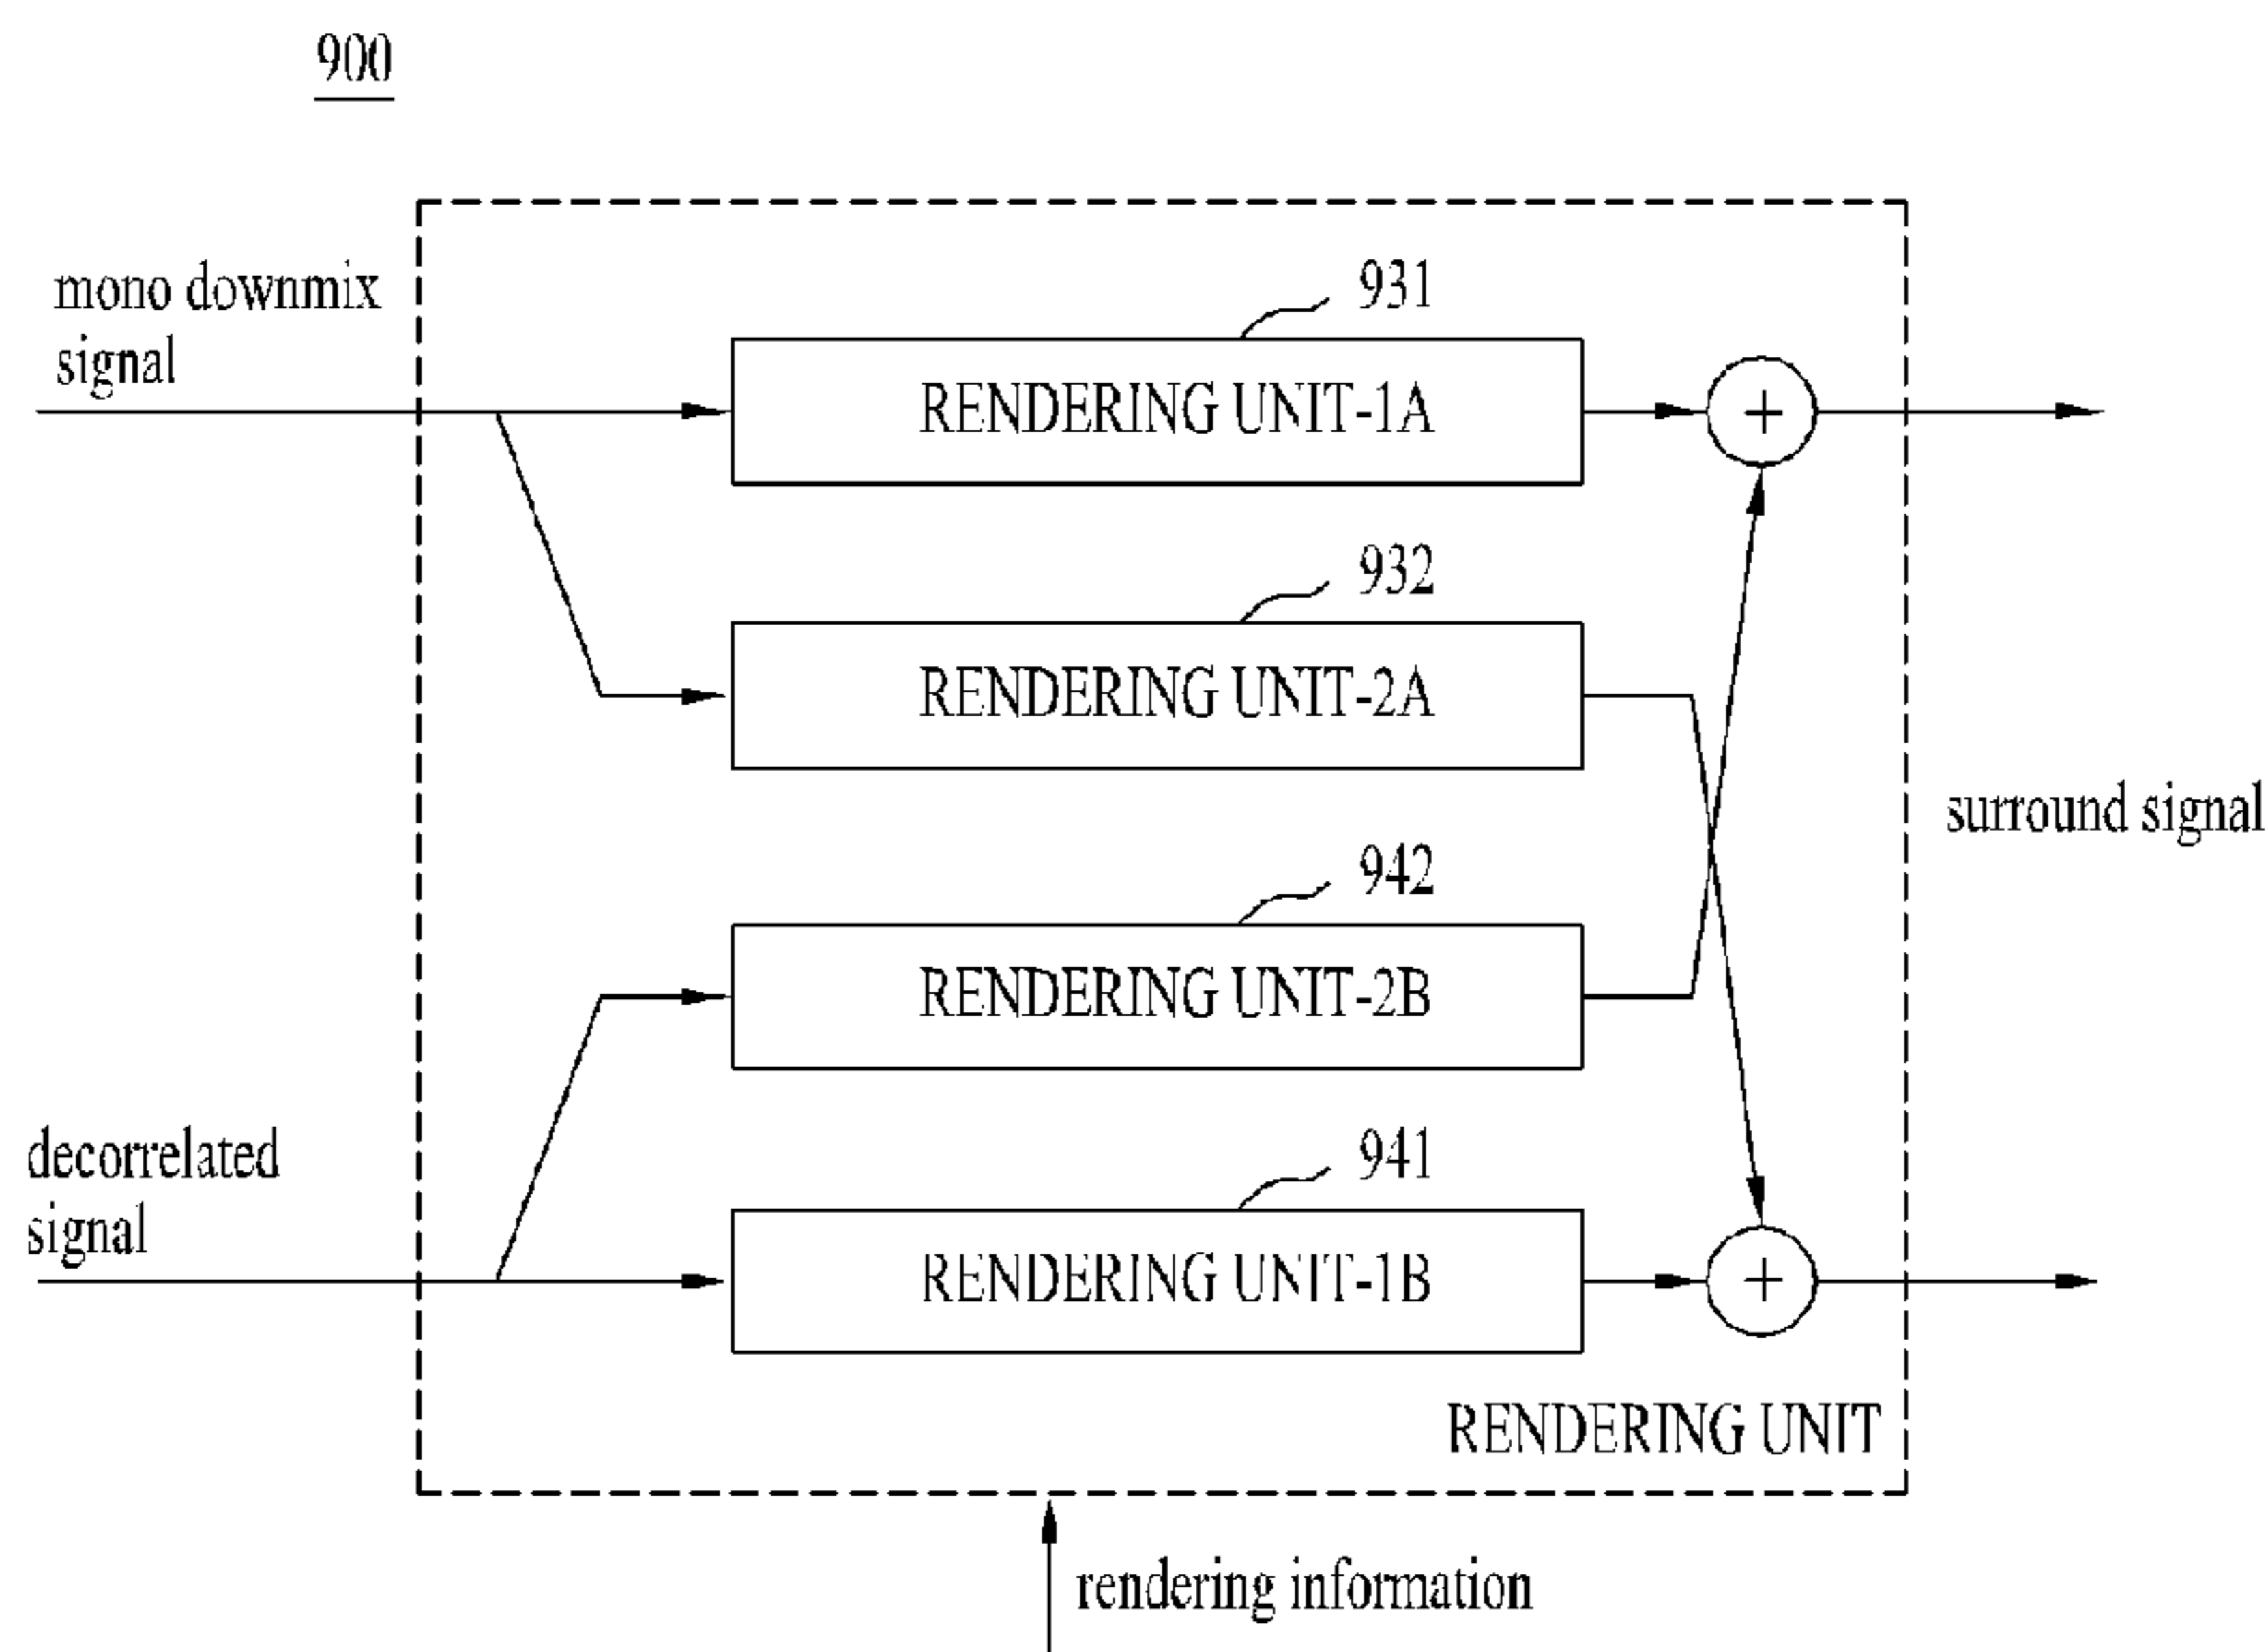 900
mono downmix
signal
931
RENDERING UNIT-1A
+
932
RENDERING UNIT-2A
surround signal
942
RENDERING UNIT-2B
decorrelated
signal
941
RENDERING UNIT-1B
+
RENDERING UNIT
rendering information